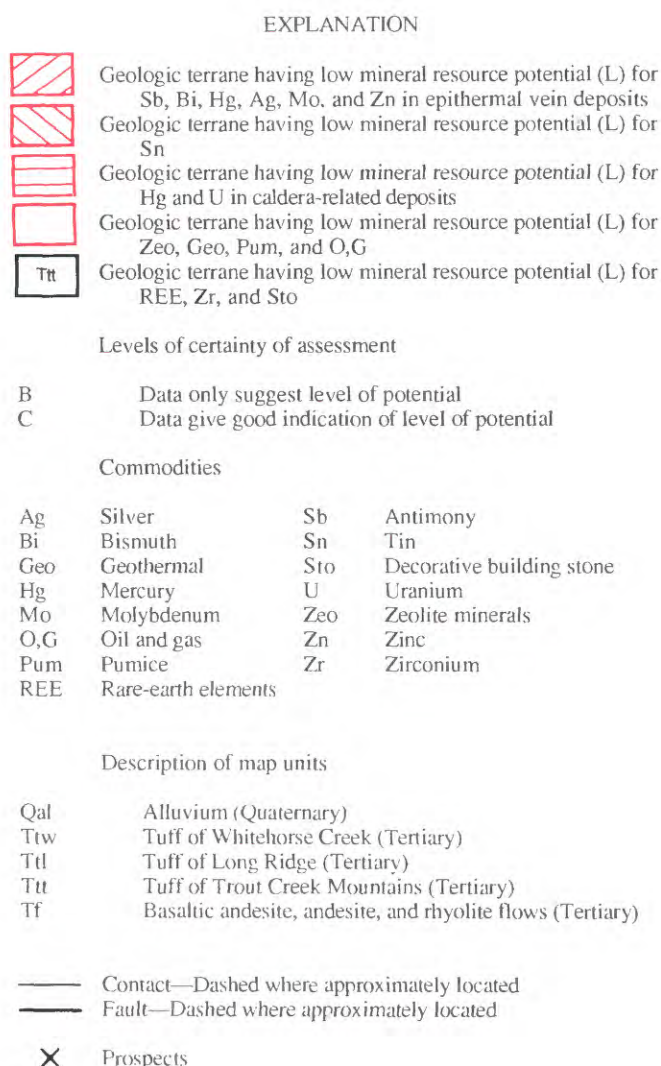 EXPLANATION
Geologic terrane having low mineral resource potential (L) for
Sb, Bi, Hg, Ag, Mo, and Zn in epithermal vein deposits
Geologic terrane having low mineral resource potential (L) for
Sn
Geologic terrane having low mineral resource potential (L) for
Hg and U in caldera-related deposits
Geologic terrane having low mineral resource potential (L) for
Zeo, Geo, Pum, and O,G
Ttt Geologic terrane having low mineral resource potential (L) for
REE, Zr, and Sto
Levels of certainty of assessment
B Data only suggest level of potential
C Data give good indication of level of potential
Commodities
Ag Silver Sb Antimony
Bi Bismuth Sn Tin
Geo Geothermal Sto Decorative building stone
Hg Mercury U Uranium
Mo Molybdenum Zeo Zeolite minerals
O,G Oil and gas Zn Zinc
Pum Pumice Zr Zirconium
REE Rare-earth elements
Description of map units
Qal Alluvium (Quaternary)
Ttw Tuff of Whitehorse Creek (Tertiary)
Ttl Tuff of Long Ridge (Tertiary)
Ttt Tuff of Trout Creek Mountains (Tertiary)
Tf Basaltic andesite, andesite, and rhyolite flows (Tertiary)
Contact—Dashed where approximately located
Fault—Dashed where approximately located
Prospects